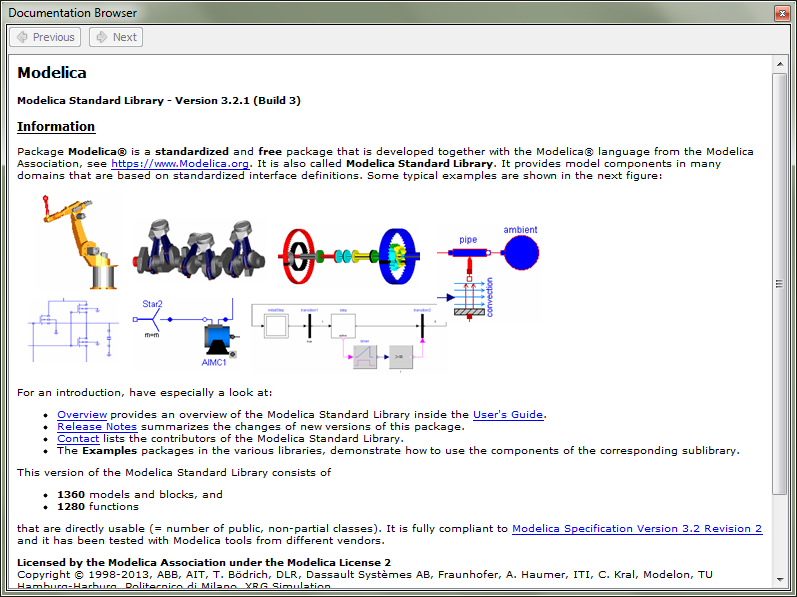 Documentation Browser
Previous Next
Modelica
Modelica Standard Library - Version 3.2.1 (Build 3)
Information
Package Modelica® is a standardized and free package that is developed together with the Modelica® language from the Modelica
Association, see https://www.Modelica.org. It is also called Modelica Standard Library. It provides model components in many
domains that are based on standardized interface definitions. Some typical examples are shown in the next figure:
ambient
pipe
convection
Star2
m=m
AIMC1
For an introduction, have especially a look at:
Overview provides an overview of the Modelica Standard Library inside the User's Guide.
Release Notes summarizes the changes of new versions of this package.
Contact lists the contributors of the Modelica Standard Library.
The Examples packages in the various libraries, demonstrate how to use the components of the corresponding sublibrary.
This version of the Modelica Standard Library consists of
1360 models and blocks, and
1280 functions
that are directly usable (= number of public, non-partial classes). It is fully compliant to Modelica Specification Version 3.2 Revision 2
and it has been tested with Modelica tools from different vendors.
Licensed by the Modelica Association under the Modelica License 2
Copyright © 1998-2013, ABB, AIT, T. Bödrich, DLR, Dassault Systèmes AB, Fraunhofer, A. Haumer, ITI, C. Kral, Modelon, TU
Hamburg-Harburg, Politecnico di Milano, XRG Simulation